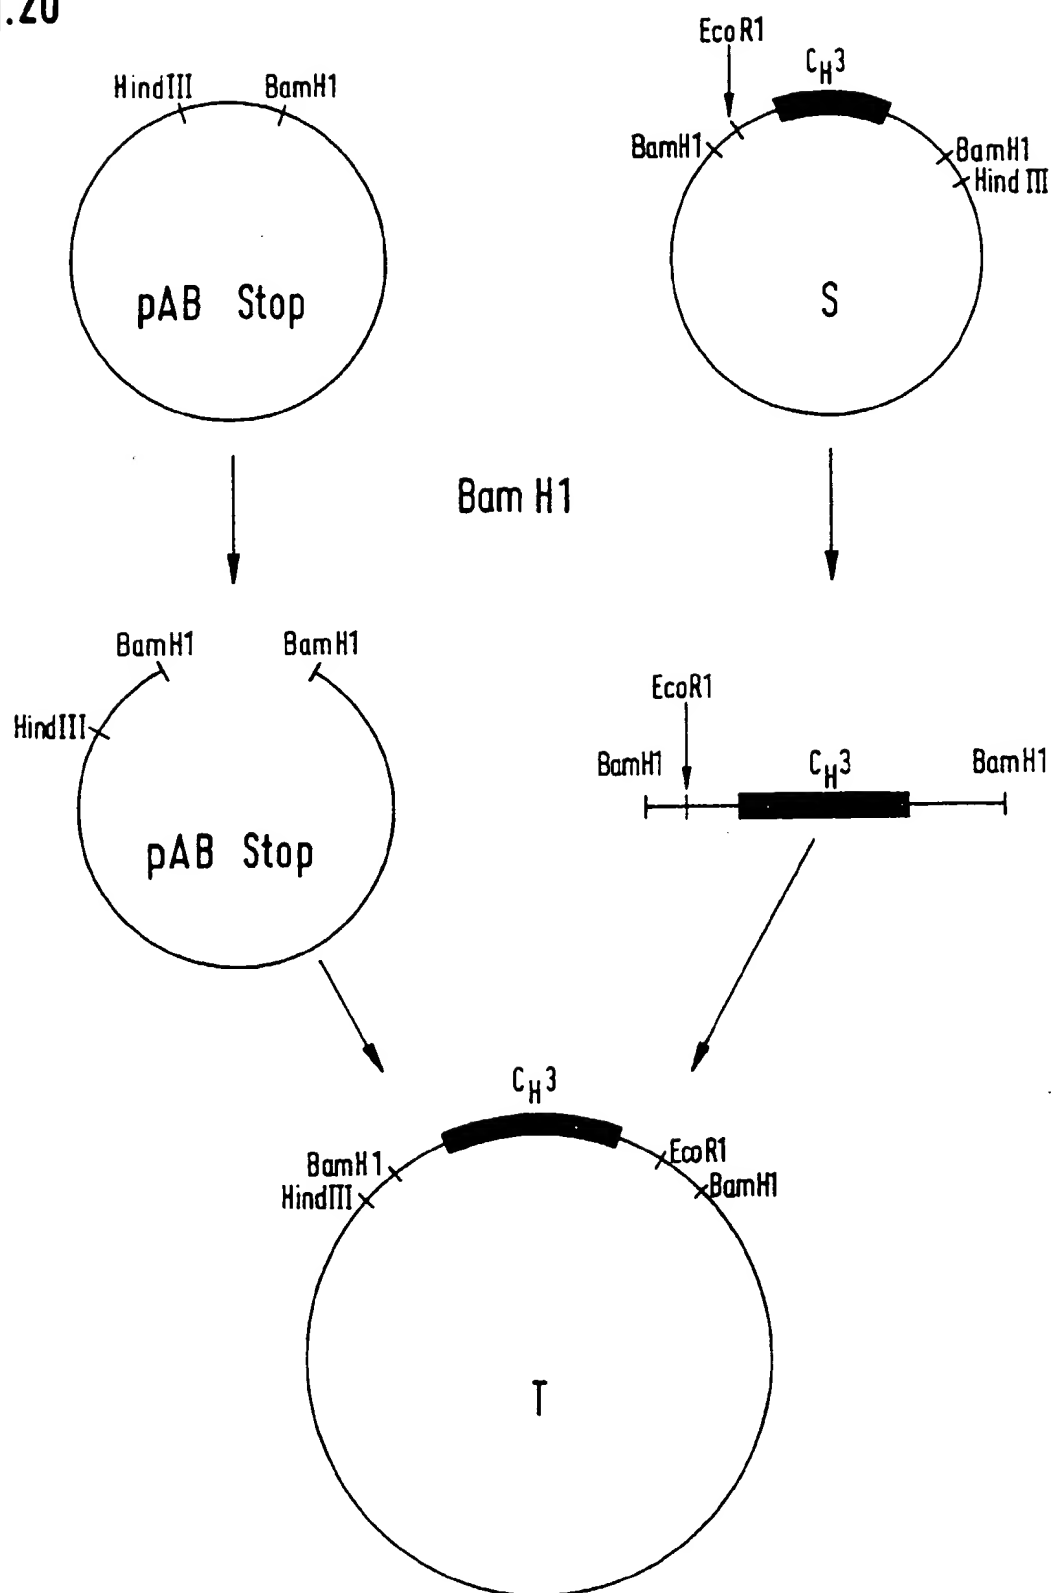 .20
EcoR1
CH3
HindIII
BamH1
BamH1
BamH1
Hind III
pAB Stop
S
Bam H1
BamH1
BamH1
HindIII
pAB Stop
EcoR1
BamH1
CH3
BamH1
CH3
BamH1
HindIII
EcoR1
BamH1
T